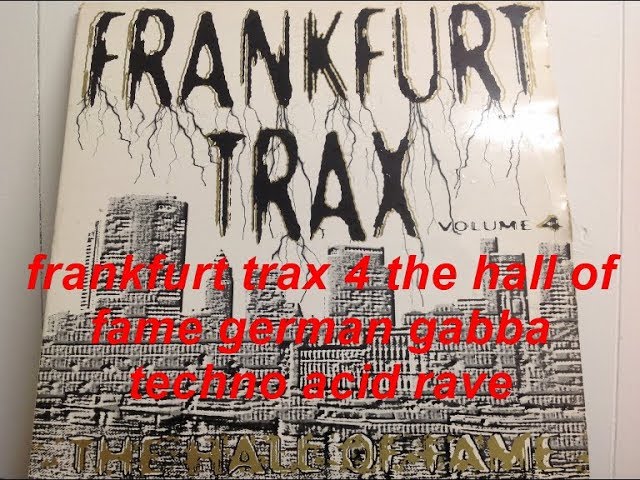 FRANKFURT
TRAX
VOLUME 4
frankfurt trax 4 the hall of
fame german gabba
techno acid rave
THE HALL OF FAME